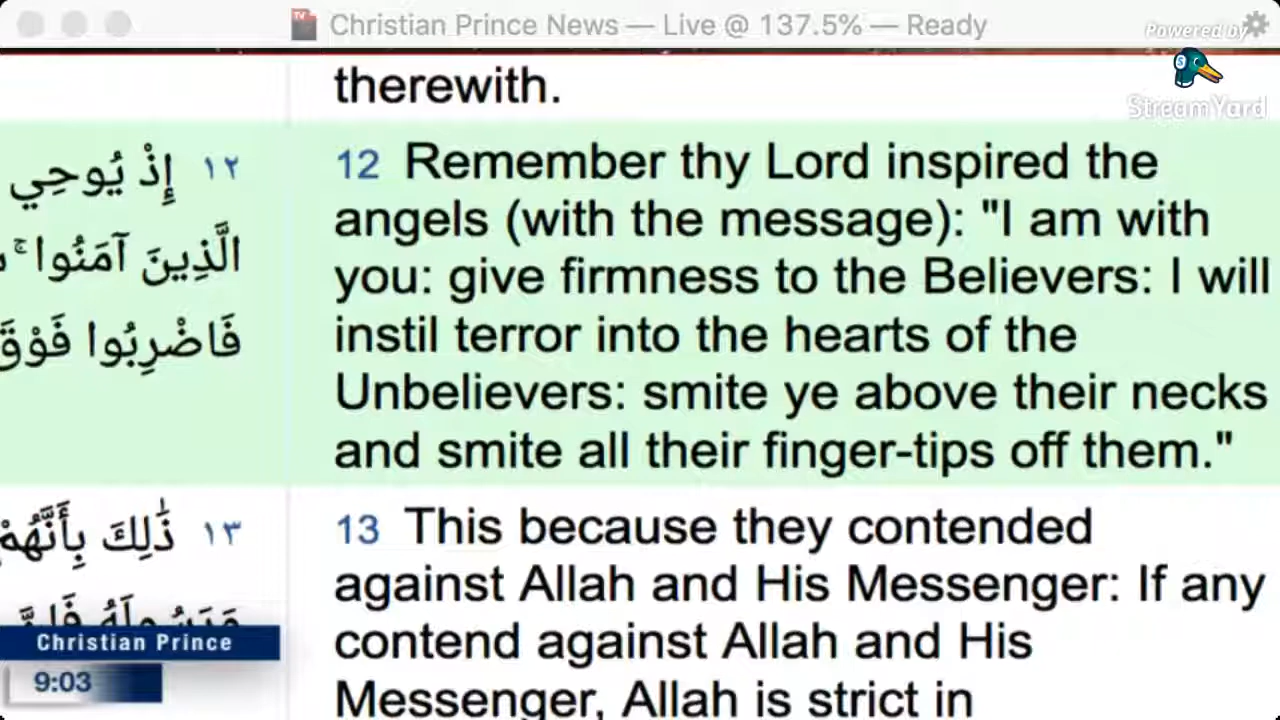 Christian Prince News — Live @ 137.5% — Ready
Powered by
StreamYard
therewith.
12 Remember thy Lord inspired the
angels (with the message): "I am with
you: give firmness to the Believers: I will
instil terror into the hearts of the
Unbelievers: smite ye above their necks
and smite all their finger-tips off them."
13 This because they contended
against Allah and His Messenger: If any
contend against Allah and His
Messenger, Allah is strict in
١٢ إِذْ يُوحِي
الَّذِينَ آمَنُوا ۚ
فَاضْرِبُوا فَوْقَ
١٣ ذَٰلِكَ بِأَنَّهُمْ
Christian Prince
9:03